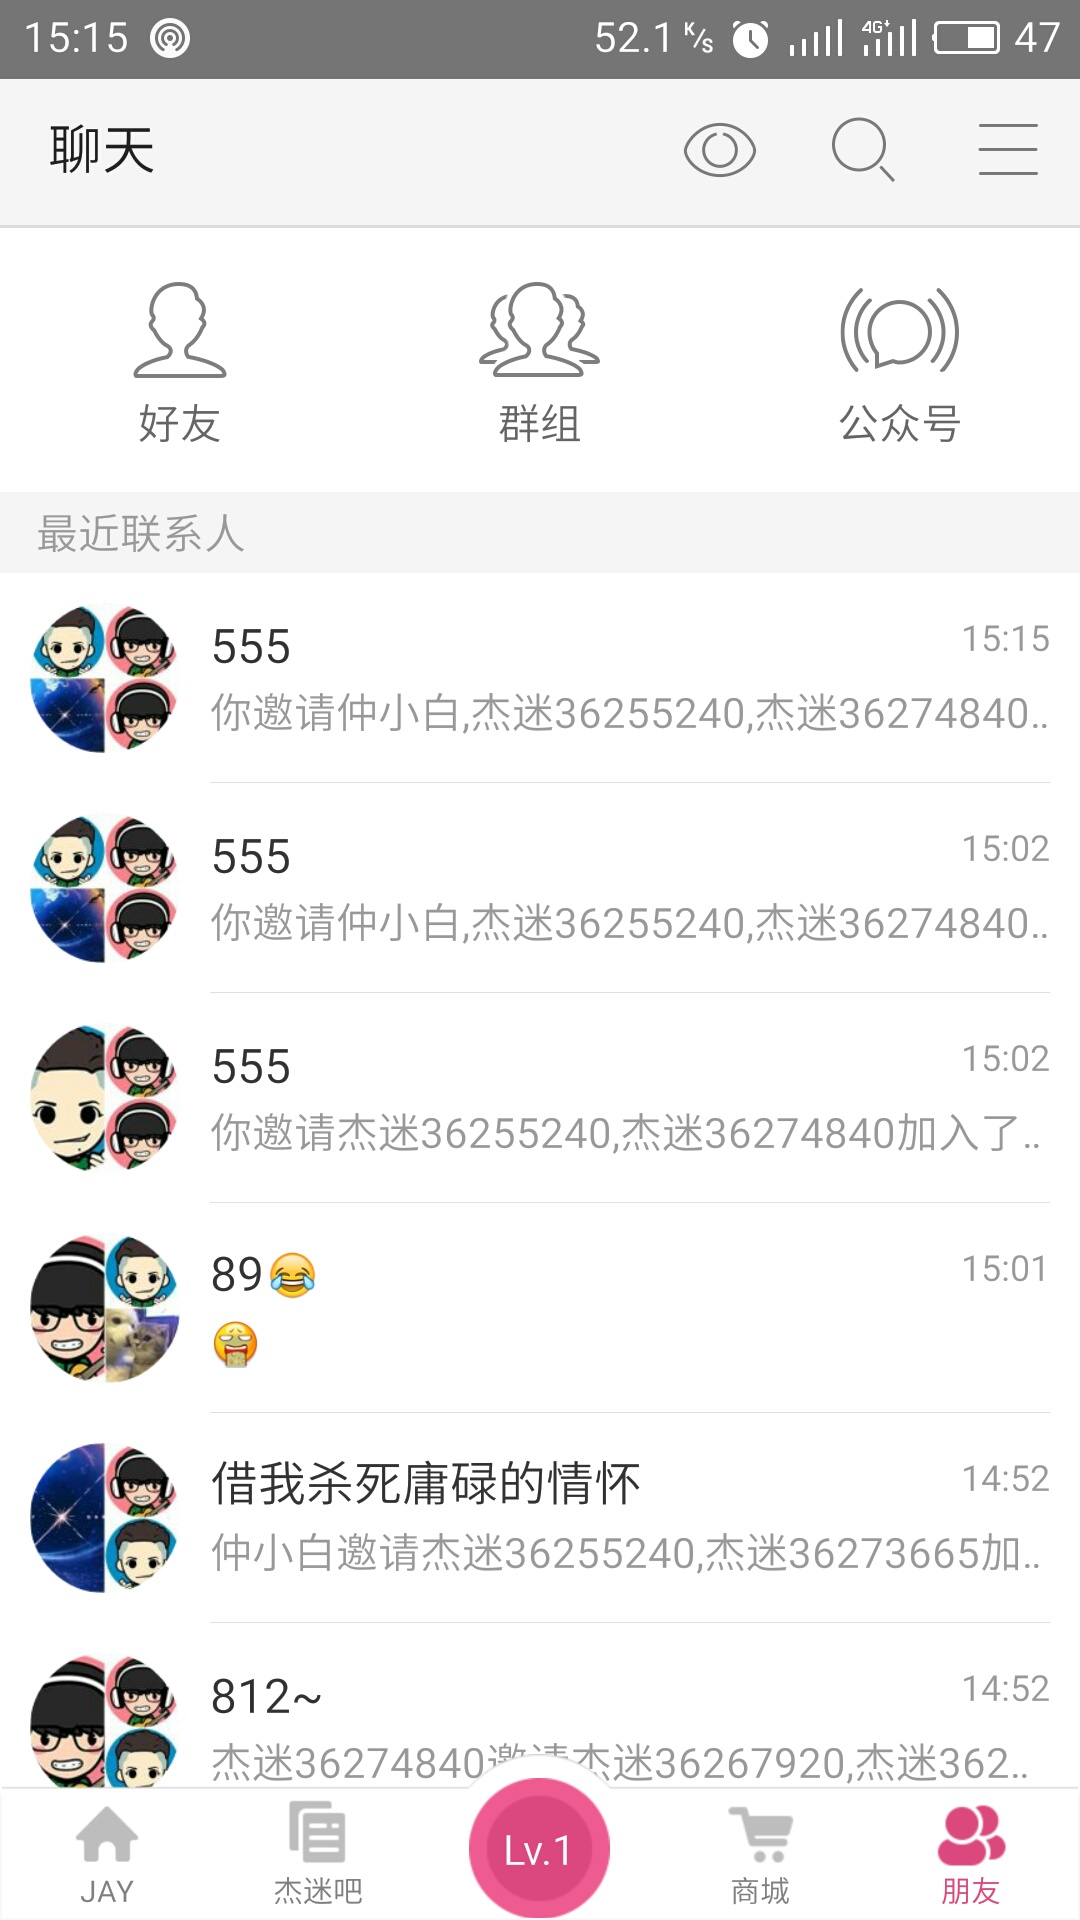 15:15 52.1 K/s 4G+ 47
聊天
好友 群组 公众号
最近联系人
555 15:15
你邀请仲小白,杰迷36255240,杰迷36274840..
555 15:02
你邀请仲小白,杰迷36255240,杰迷36274840..
555 15:02
你邀请杰迷36255240,杰迷36274840加入了..
89😂 15:01
借我杀死庸碌的情怀 14:52
仲小白邀请杰迷36255240,杰迷36273665加..
812~ 14:52
杰迷36274840邀请杰迷36267920,杰迷362..
JAY 杰迷吧 Lv.1 商城 朋友